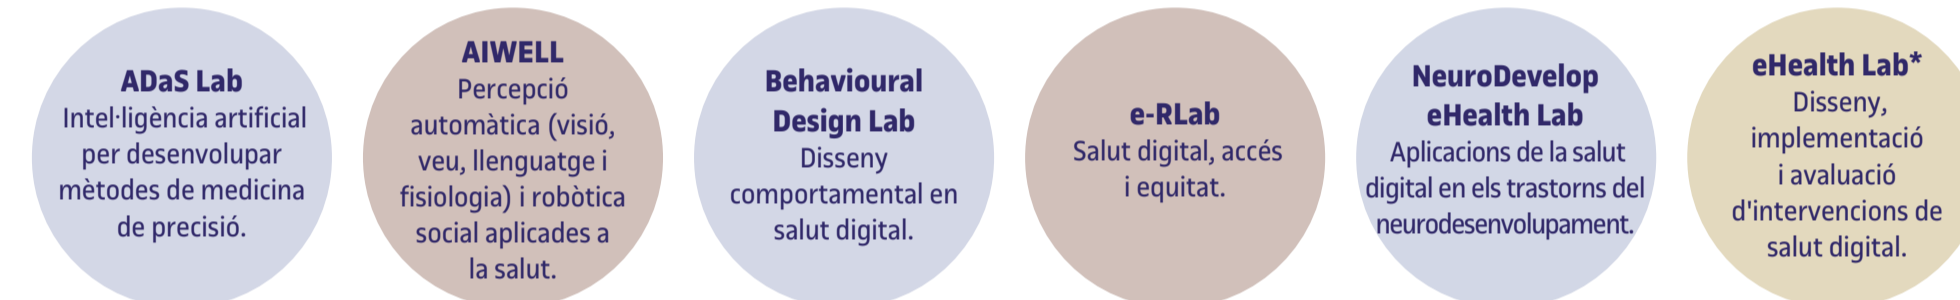 ADaS Lab
Intel·ligència artificial
per desenvolupar
mètodes de medicina
de precisió.
AIWELL
Percepció
automàtica (visió,
veu, llenguatge i
fisiologia) i robòtica
social aplicades a
la salut.
Behavioural
Design Lab
Disseny
comportamental en
salut digital.
e-RLab
Salut digital, accés
i equitat.
NeuroDevelop
eHealth Lab
Aplicacions de la salut
digital en els trastorns del
neurodesenvolupament.
eHealth Lab*
Disseny,
implementació
i avaluació
d'intervencions de
salut digital.